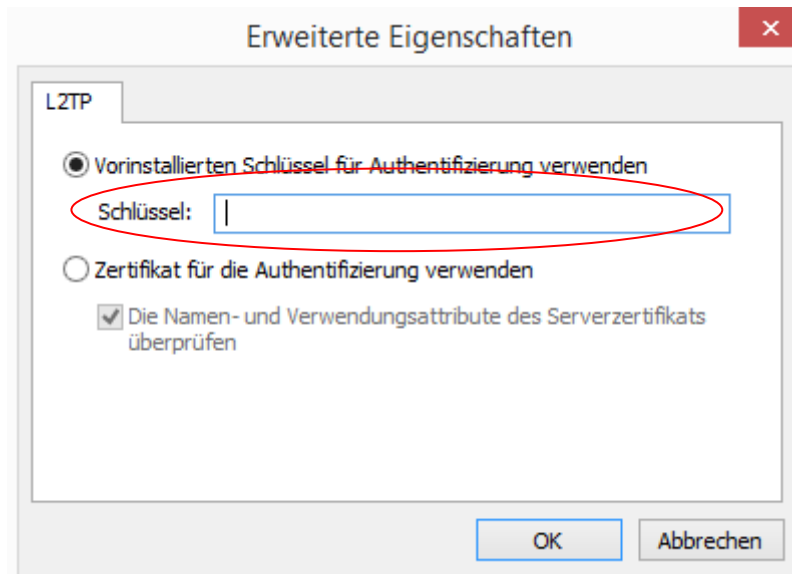 Erweiterte Eigenschaften
L2TP
Vorinstallierten Schlüssel für Authentifizierung verwenden
Schlüssel:
Zertifikat für die Authentifizierung verwenden
Die Namen- und Verwendungsattribute des Serverzertifikats
überprüfen
OK Abbrechen